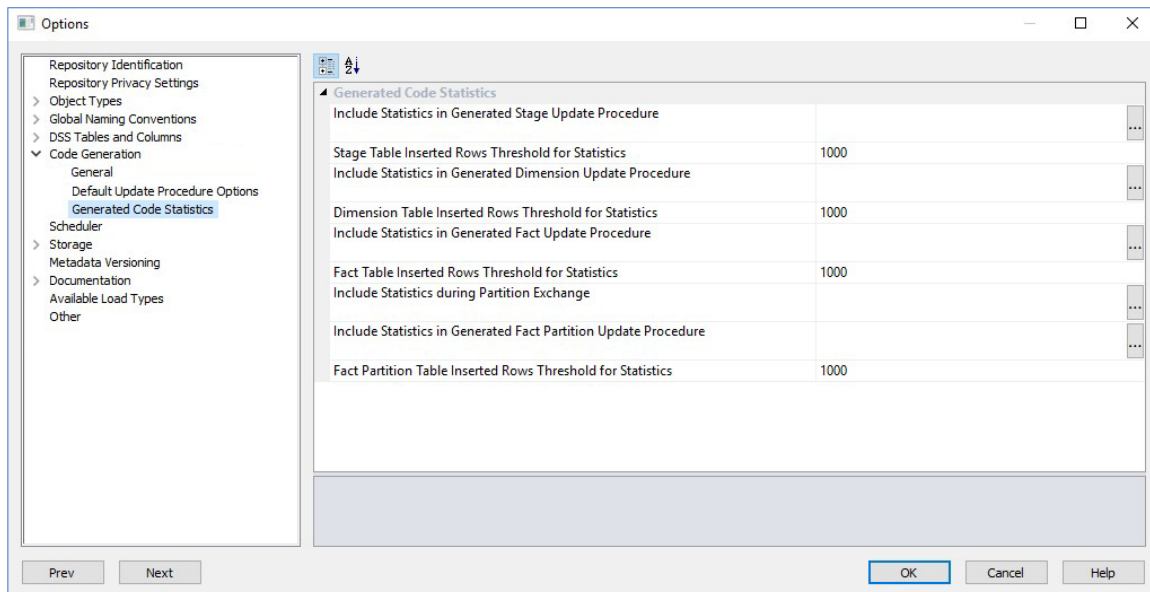 Options
Repository Identification
Repository Privacy Settings
Object Types
Global Naming Conventions
DSS Tables and Columns
Code Generation
General
Default Update Procedure Options
Generated Code Statistics
Scheduler
Storage
Metadata Versioning
Documentation
Available Load Types
Other
Generated Code Statistics
Include Statistics in Generated Stage Update Procedure
...
Stage Table Inserted Rows Threshold for Statistics 1000
Include Statistics in Generated Dimension Update Procedure
...
Dimension Table Inserted Rows Threshold for Statistics 1000
Include Statistics in Generated Fact Update Procedure
...
Fact Table Inserted Rows Threshold for Statistics 1000
Include Statistics during Partition Exchange
...
Include Statistics in Generated Fact Partition Update Procedure
...
Fact Partition Table Inserted Rows Threshold for Statistics 1000
Prev Next OK Cancel Help